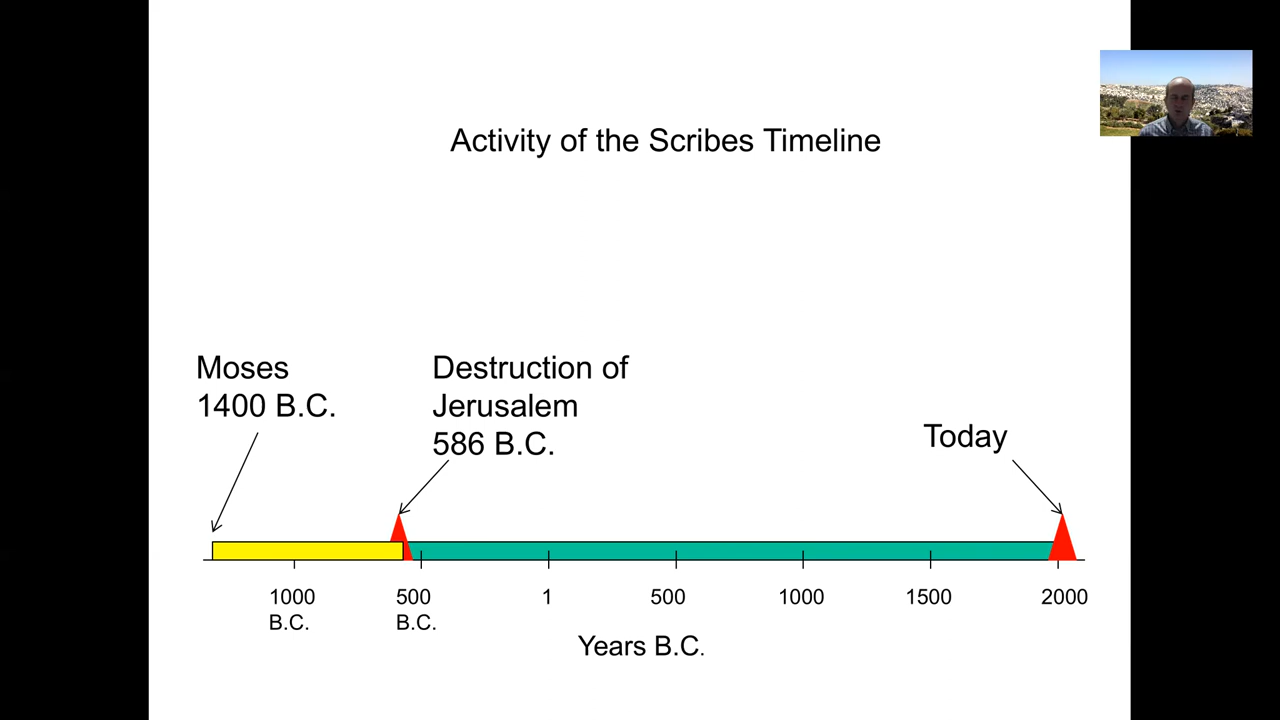 Activity of the Scribes Timeline
Moses
1400 B.C.
Destruction of
Jerusalem
586 B.C.
Today
1000
B.C.
500
B.C.
1
500
1000
1500
2000
Years B.C.